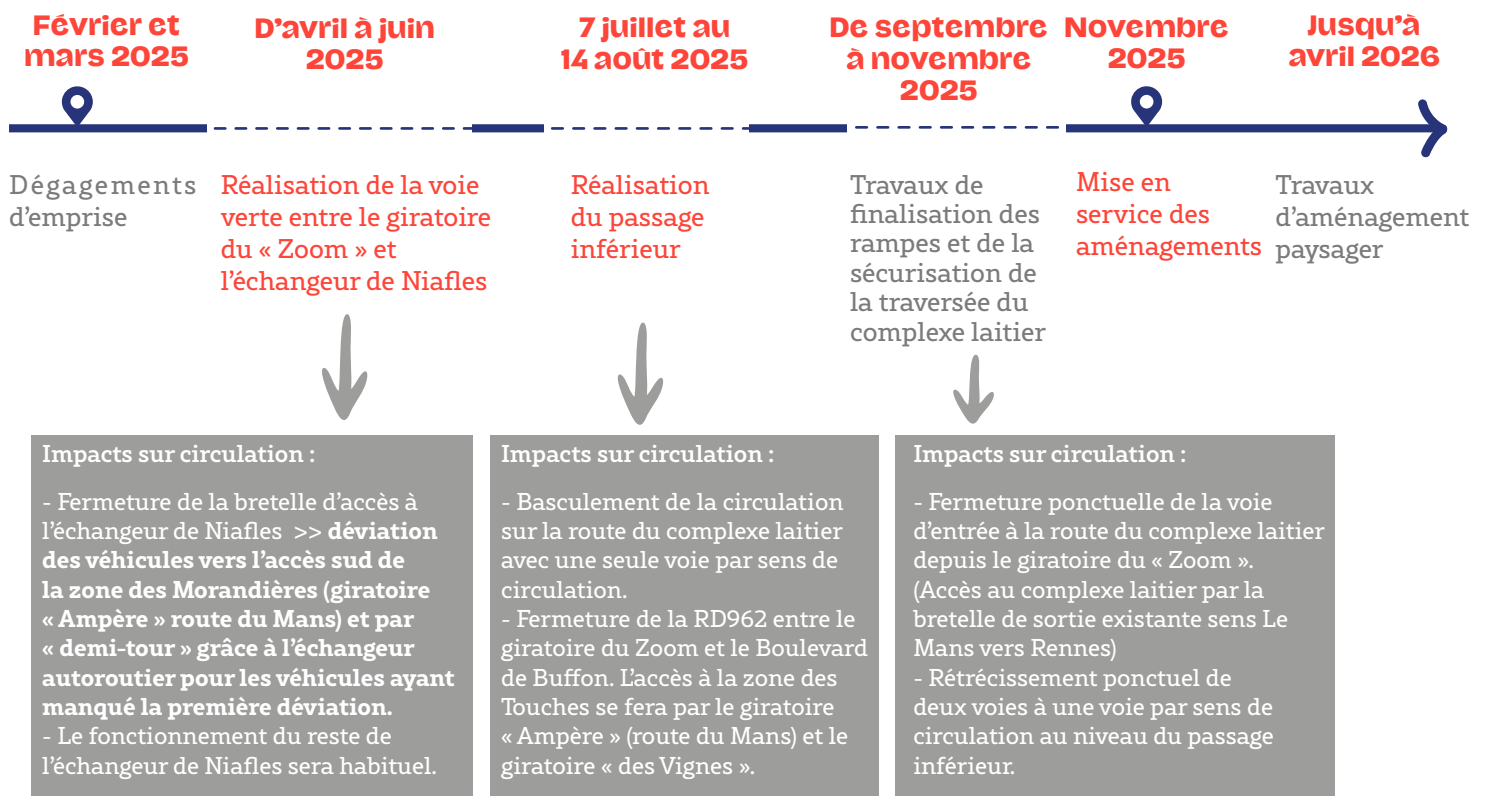 Février et
mars 2025
D'avril à juin
2025
7 juillet au
14 août 2025
De septembre
à novembre
2025
Novembre
2025
Jusqu'à
avril 2026
Dégagements
d'emprise
Réalisation de la voie
verte entre le giratoire
du « Zoom » et
l'échangeur de Niafles
Réalisation
du passage
inférieur
Travaux de
finalisation des
rampes et de la
sécurisation de
la traversée du
complexe laitier
Mise en
service des
aménagements
Travaux
d'aménagement
paysager
Impacts sur circulation :
- Fermeture de la bretelle d'accès à
l'échangeur de Niafles >> déviation
des véhicules vers l'accès sud de
la zone des Morandières (giratoire
« Ampère » route du Mans) et par
« demi-tour » grâce à l'échangeur
autoroutier pour les véhicules ayant
manqué la première déviation.
- Le fonctionnement du reste de
l'échangeur de Niafles sera habituel.
Impacts sur circulation :
- Basculement de la circulation
sur la route du complexe laitier
avec une seule voie par sens de
circulation.
- Fermeture de la RD962 entre le
giratoire du Zoom et le Boulevard
de Buffon. L'accès à la zone des
Touches se fera par le giratoire
« Ampère » (route du Mans) et le
giratoire « des Vignes ».
Impacts sur circulation :
- Fermeture ponctuelle de la voie
d'entrée à la route du complexe laitier
depuis le giratoire du « Zoom ».
(Accès au complexe laitier par la
bretelle de sortie existante sens Le
Mans vers Rennes)
- Rétrécissement ponctuel de
deux voies à une voie par sens de
circulation au niveau du passage
inférieur.